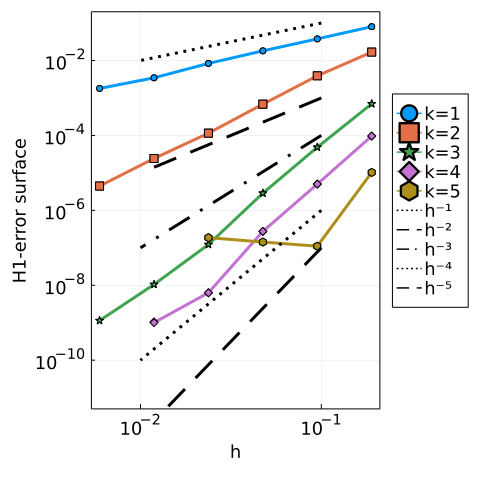 10⁻²
10⁻⁴
10⁻⁶
10⁻⁸
10⁻¹⁰
H1-error surface
10⁻²
10⁻¹
h
k=1
k=2
k=3
k=4
k=5
h⁻¹
h⁻²
h⁻³
h⁻⁴
h⁻⁵